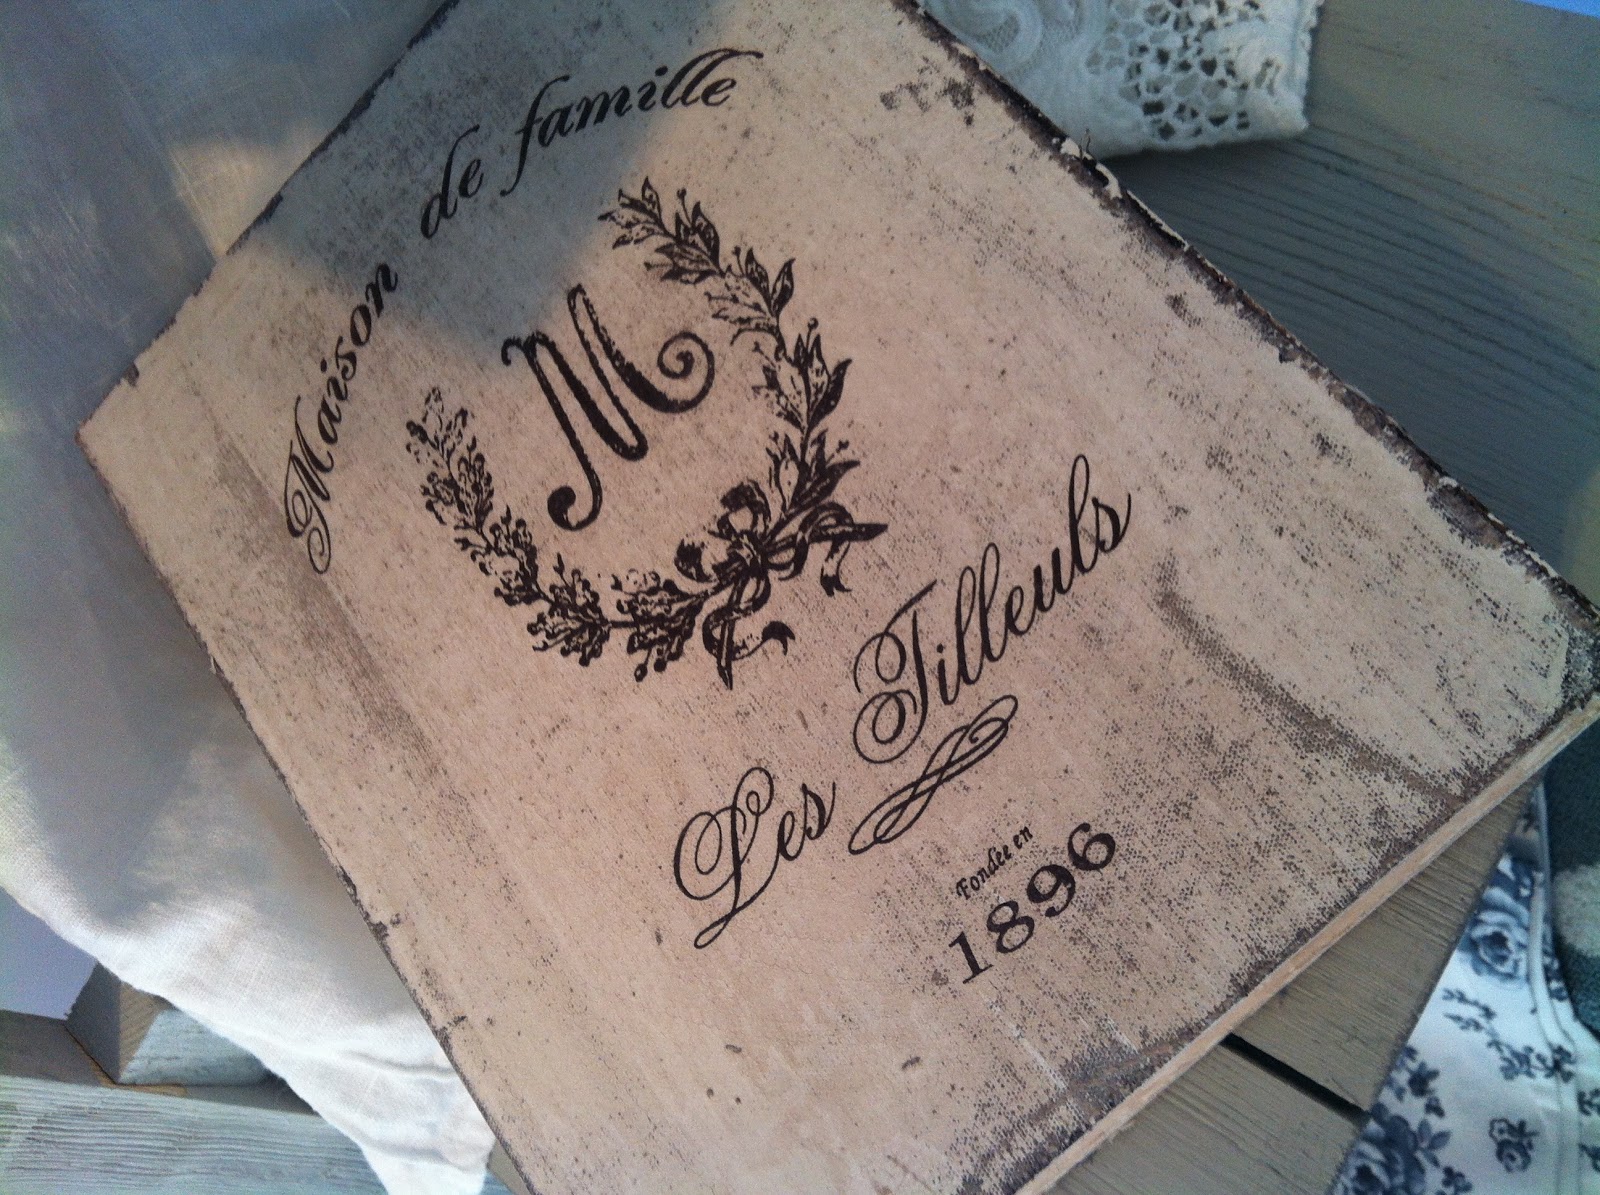 Maison de famille
M
Les Tilleuls
Fondée en
1896